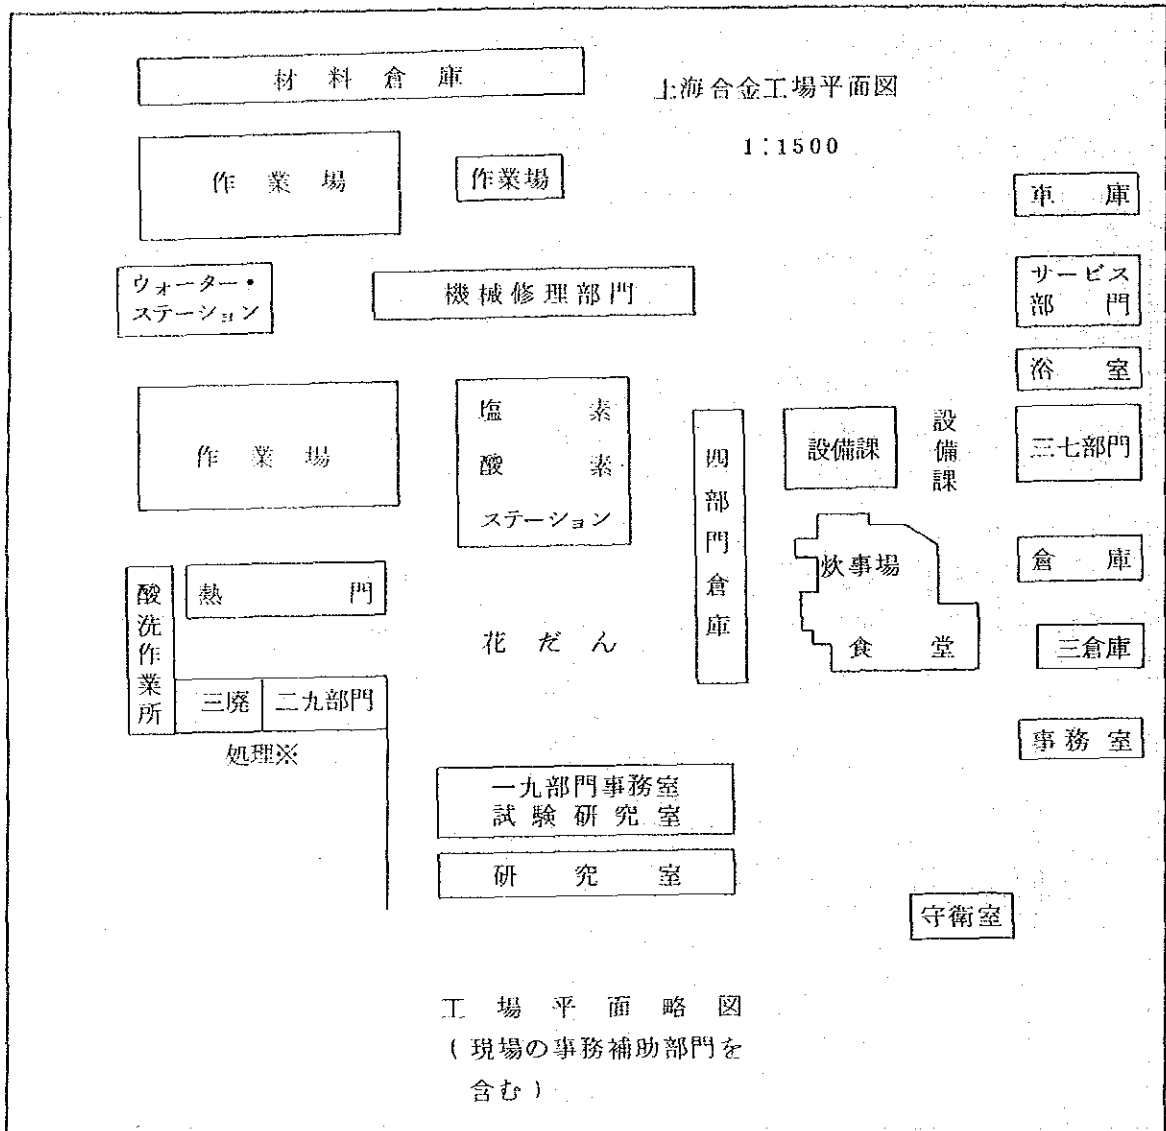 材料倉庫
上海合金工場平面図
1:1500
作業場
作業場
車庫
ウォーター・
ステーション
機械修理部門
サービス
部門
浴室
作業場
塩素
酸素
ステーション
四部門倉庫
設備課
設備課
三七部門
酸洗作業所
熱門
花だん
炊事場
食堂
倉庫
三倉庫
三廃
二九部門
処理※
事務室
一九部門事務室
試験研究室
研究室
守衛室
工場平面略図
(現場の事務補助部門を
含む)